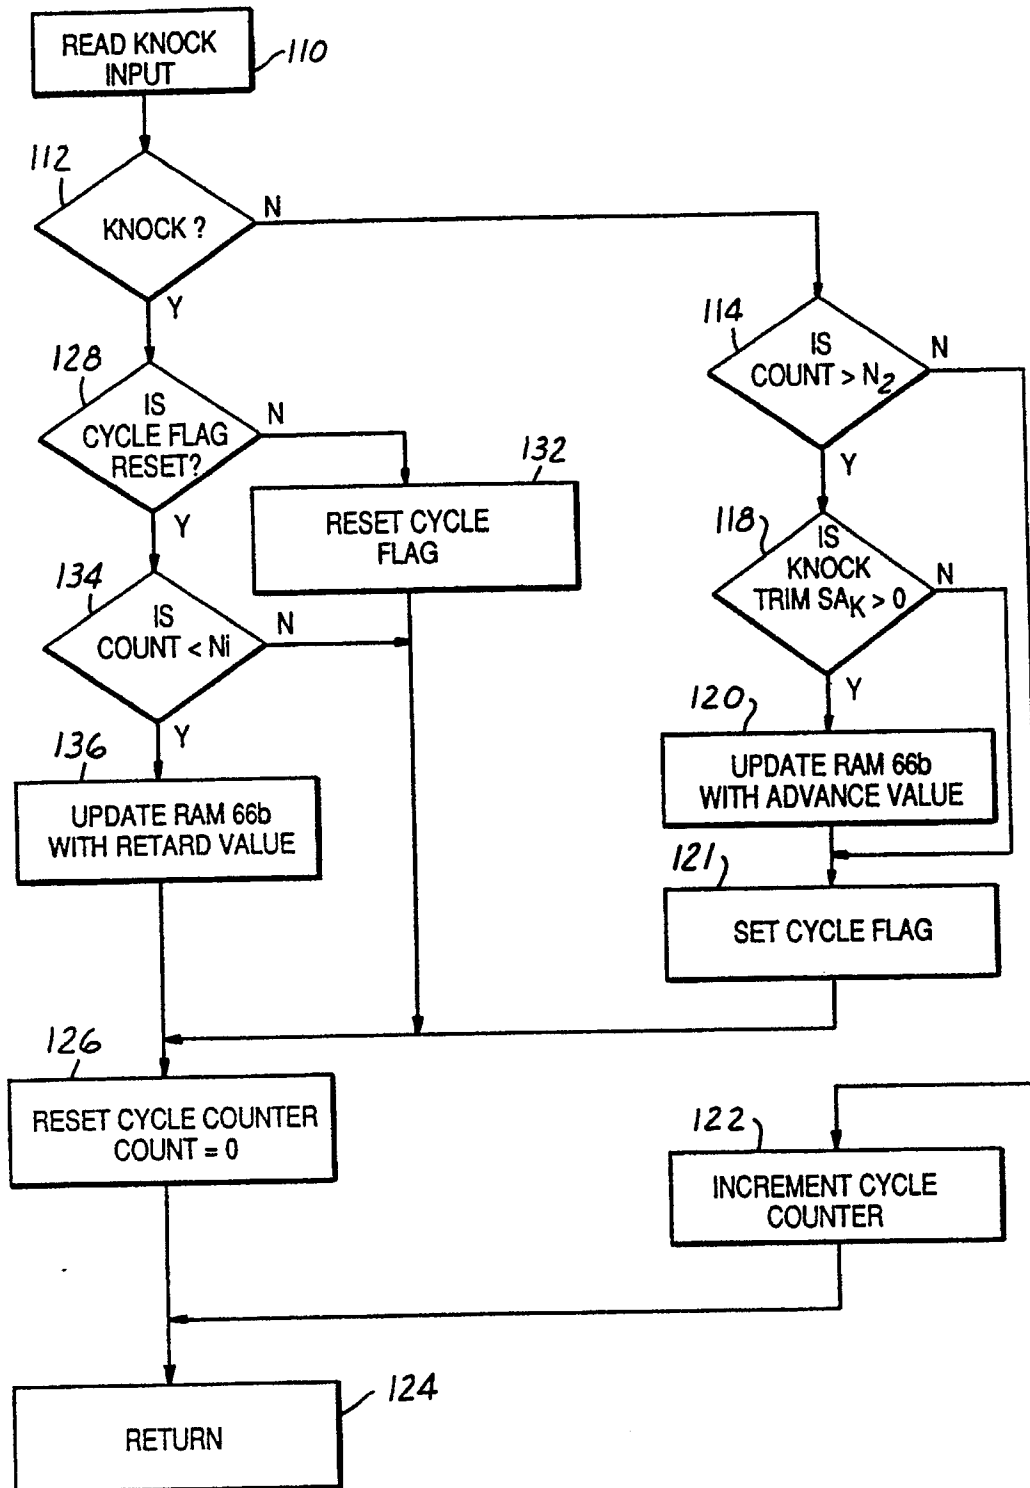 READ KNOCK
INPUT
110
112
KNOCK ?
N
Y
114
IS
COUNT > N2
N
Y
128
IS
CYCLE FLAG
RESET?
N
Y
132
RESET CYCLE
FLAG
118
IS
KNOCK
TRIM SAK > 0
N
Y
134
IS
COUNT < Ni
N
Y
120
UPDATE RAM 66b
WITH ADVANCE VALUE
136
UPDATE RAM 66b
WITH RETARD VALUE
121
SET CYCLE FLAG
126
RESET CYCLE COUNTER
COUNT = 0
122
INCREMENT CYCLE
COUNTER
124
RETURN